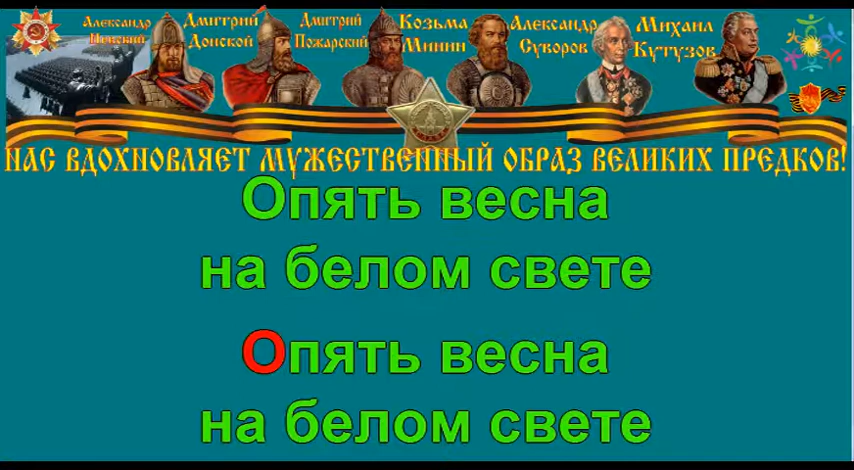 Александр Невский
Дмитрий Донской
Дмитрий Пожарский
Козьма Минин
Александр Суворов
Михаил Кутузов
НАС ВДОХНОВЛЯЕТ МУЖЕСТВЕННЫЙ ОБРАЗ ВЕЛИКИХ ПРЕДКОВ!
Опять весна
на белом свете
Опять весна
на белом свете